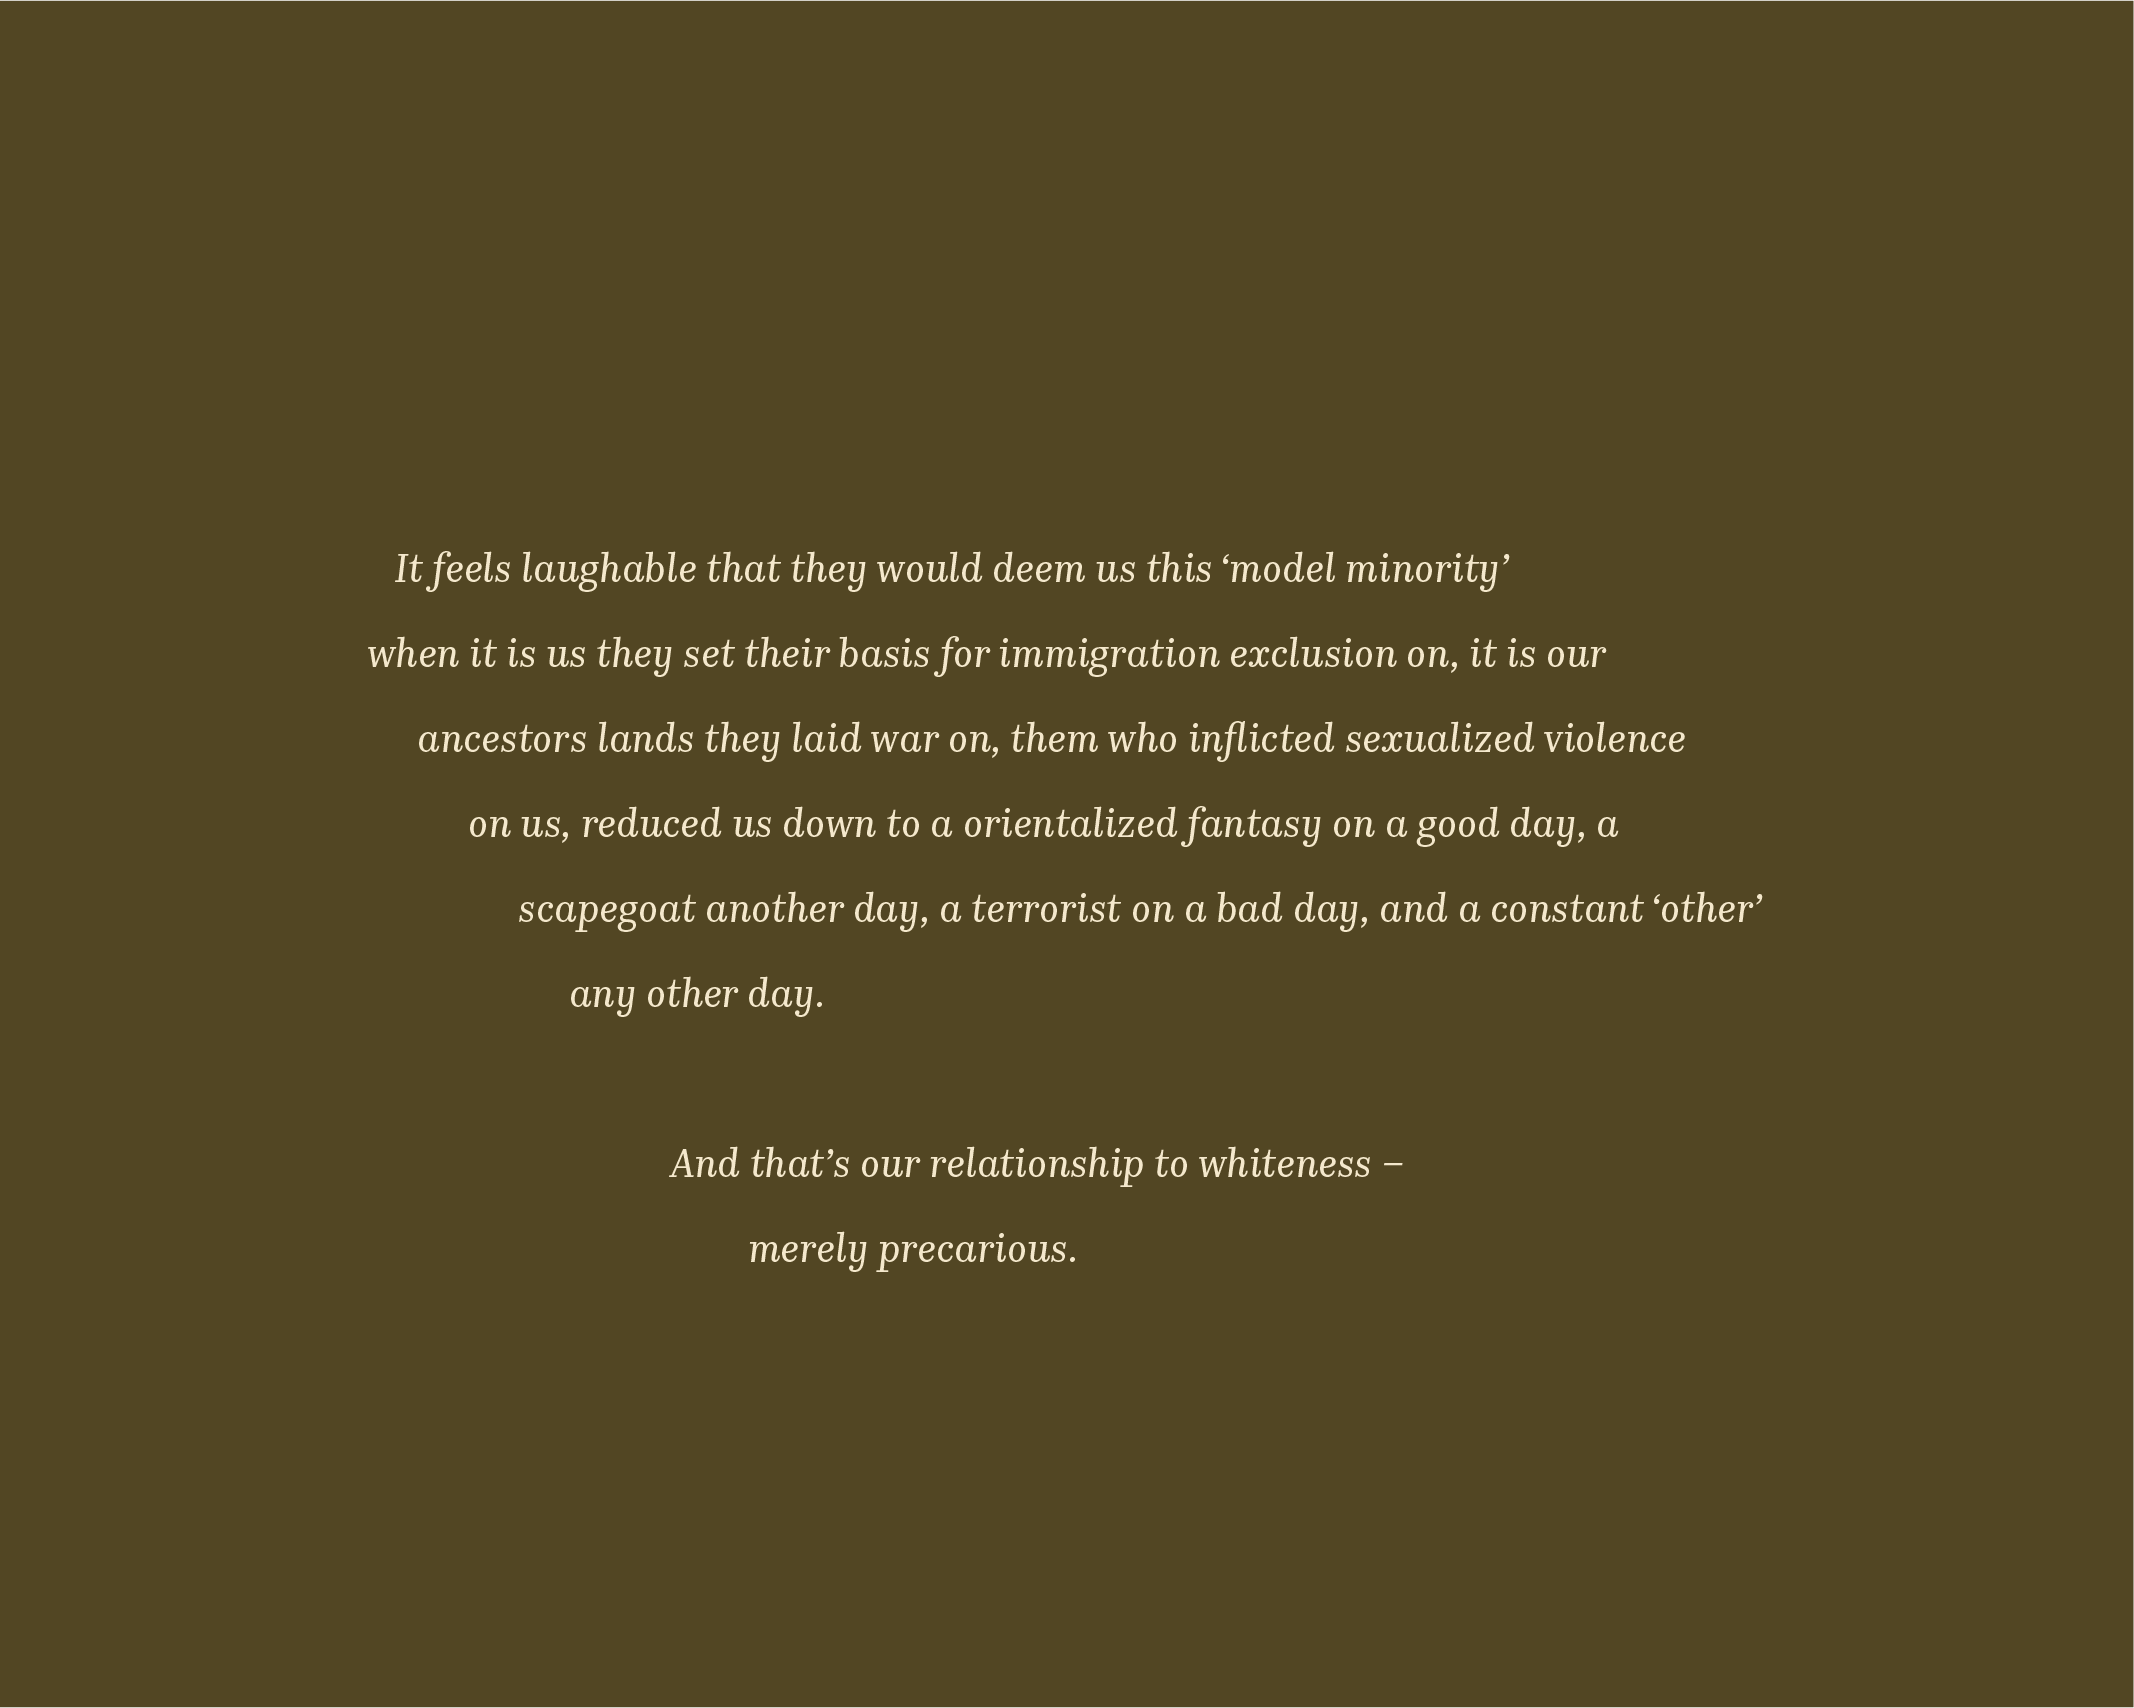 It feels laughable that they would deem us this ‘model minority’
when it is us they set their basis for immigration exclusion on, it is our
ancestors lands they laid war on, them who inflicted sexualized violence
on us, reduced us down to a orientalized fantasy on a good day, a
scapegoat another day, a terrorist on a bad day, and a constant ‘other’
any other day.
And that’s our relationship to whiteness –
merely precarious.